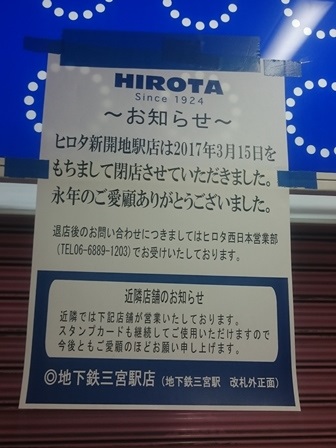 HIROTA
Since 1924
～お知らせ～
ヒロタ新開地駅店は2017年3月15日を
もちまして閉店させていただきました。
永年のご愛顧ありがとうございました。
退店後のお問い合わせにつきましてはヒロタ西日本営業部
(TEL06-6889-1203)でお受けいたしております。
近隣店舗のお知らせ
近隣では下記店舗が営業いたしております。
スタンプカードも継続してご使用いただけますので
今後ともご愛顧のほどお願い申し上げます。
◎地下鉄三宮駅店(地下鉄三宮駅 改札外正面)